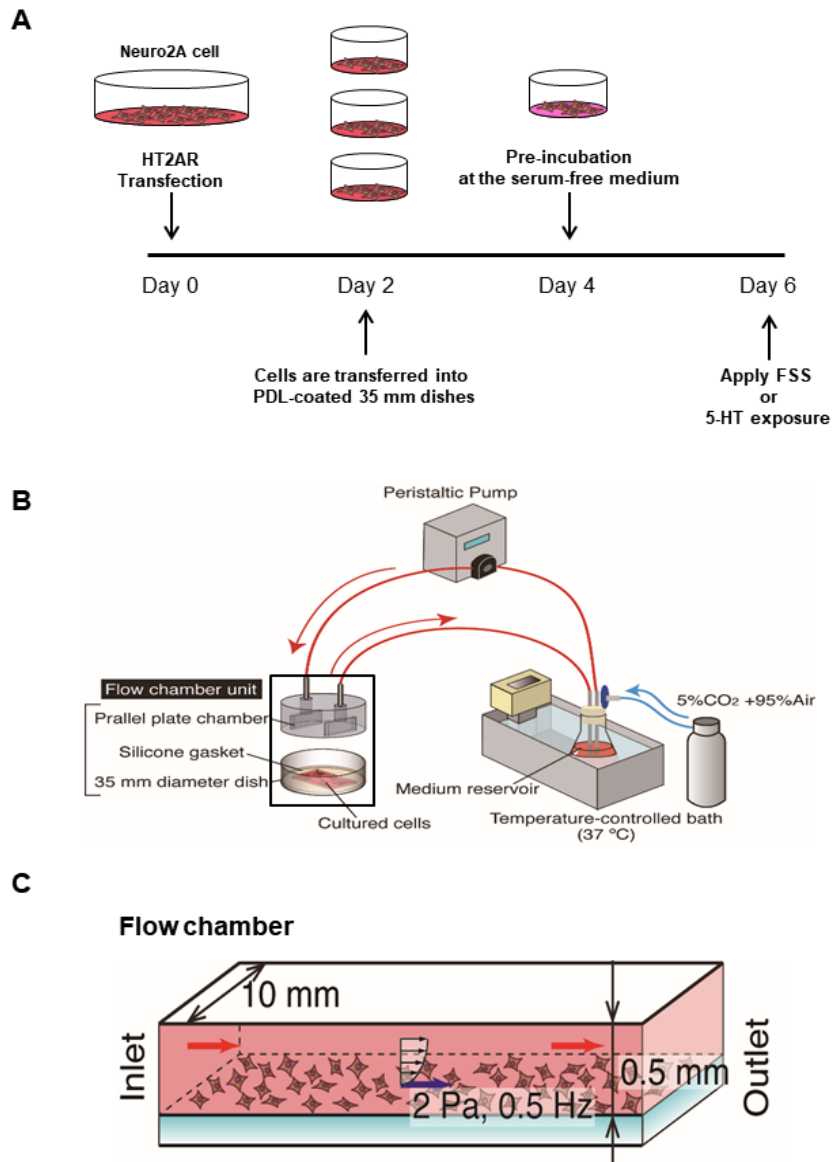 A
Neuro2A cell
HT2AR
Transfection
Pre-incubation
at the serum-free medium
Day 0
Day 2
Day 4
Day 6
Cells are transferred into
PDL-coated 35 mm dishes
Apply FSS
or
5-HT exposure
B
Peristaltic Pump
Flow chamber unit
Prallel plate chamber
Silicone gasket
35 mm diameter dish
Cultured cells
5%CO₂ +95%Air
Medium reservoir
Temperature-controlled bath
(37 ºC)
C
Flow chamber
10 mm
Inlet
2 Pa, 0.5 Hz
0.5 mm
Outlet